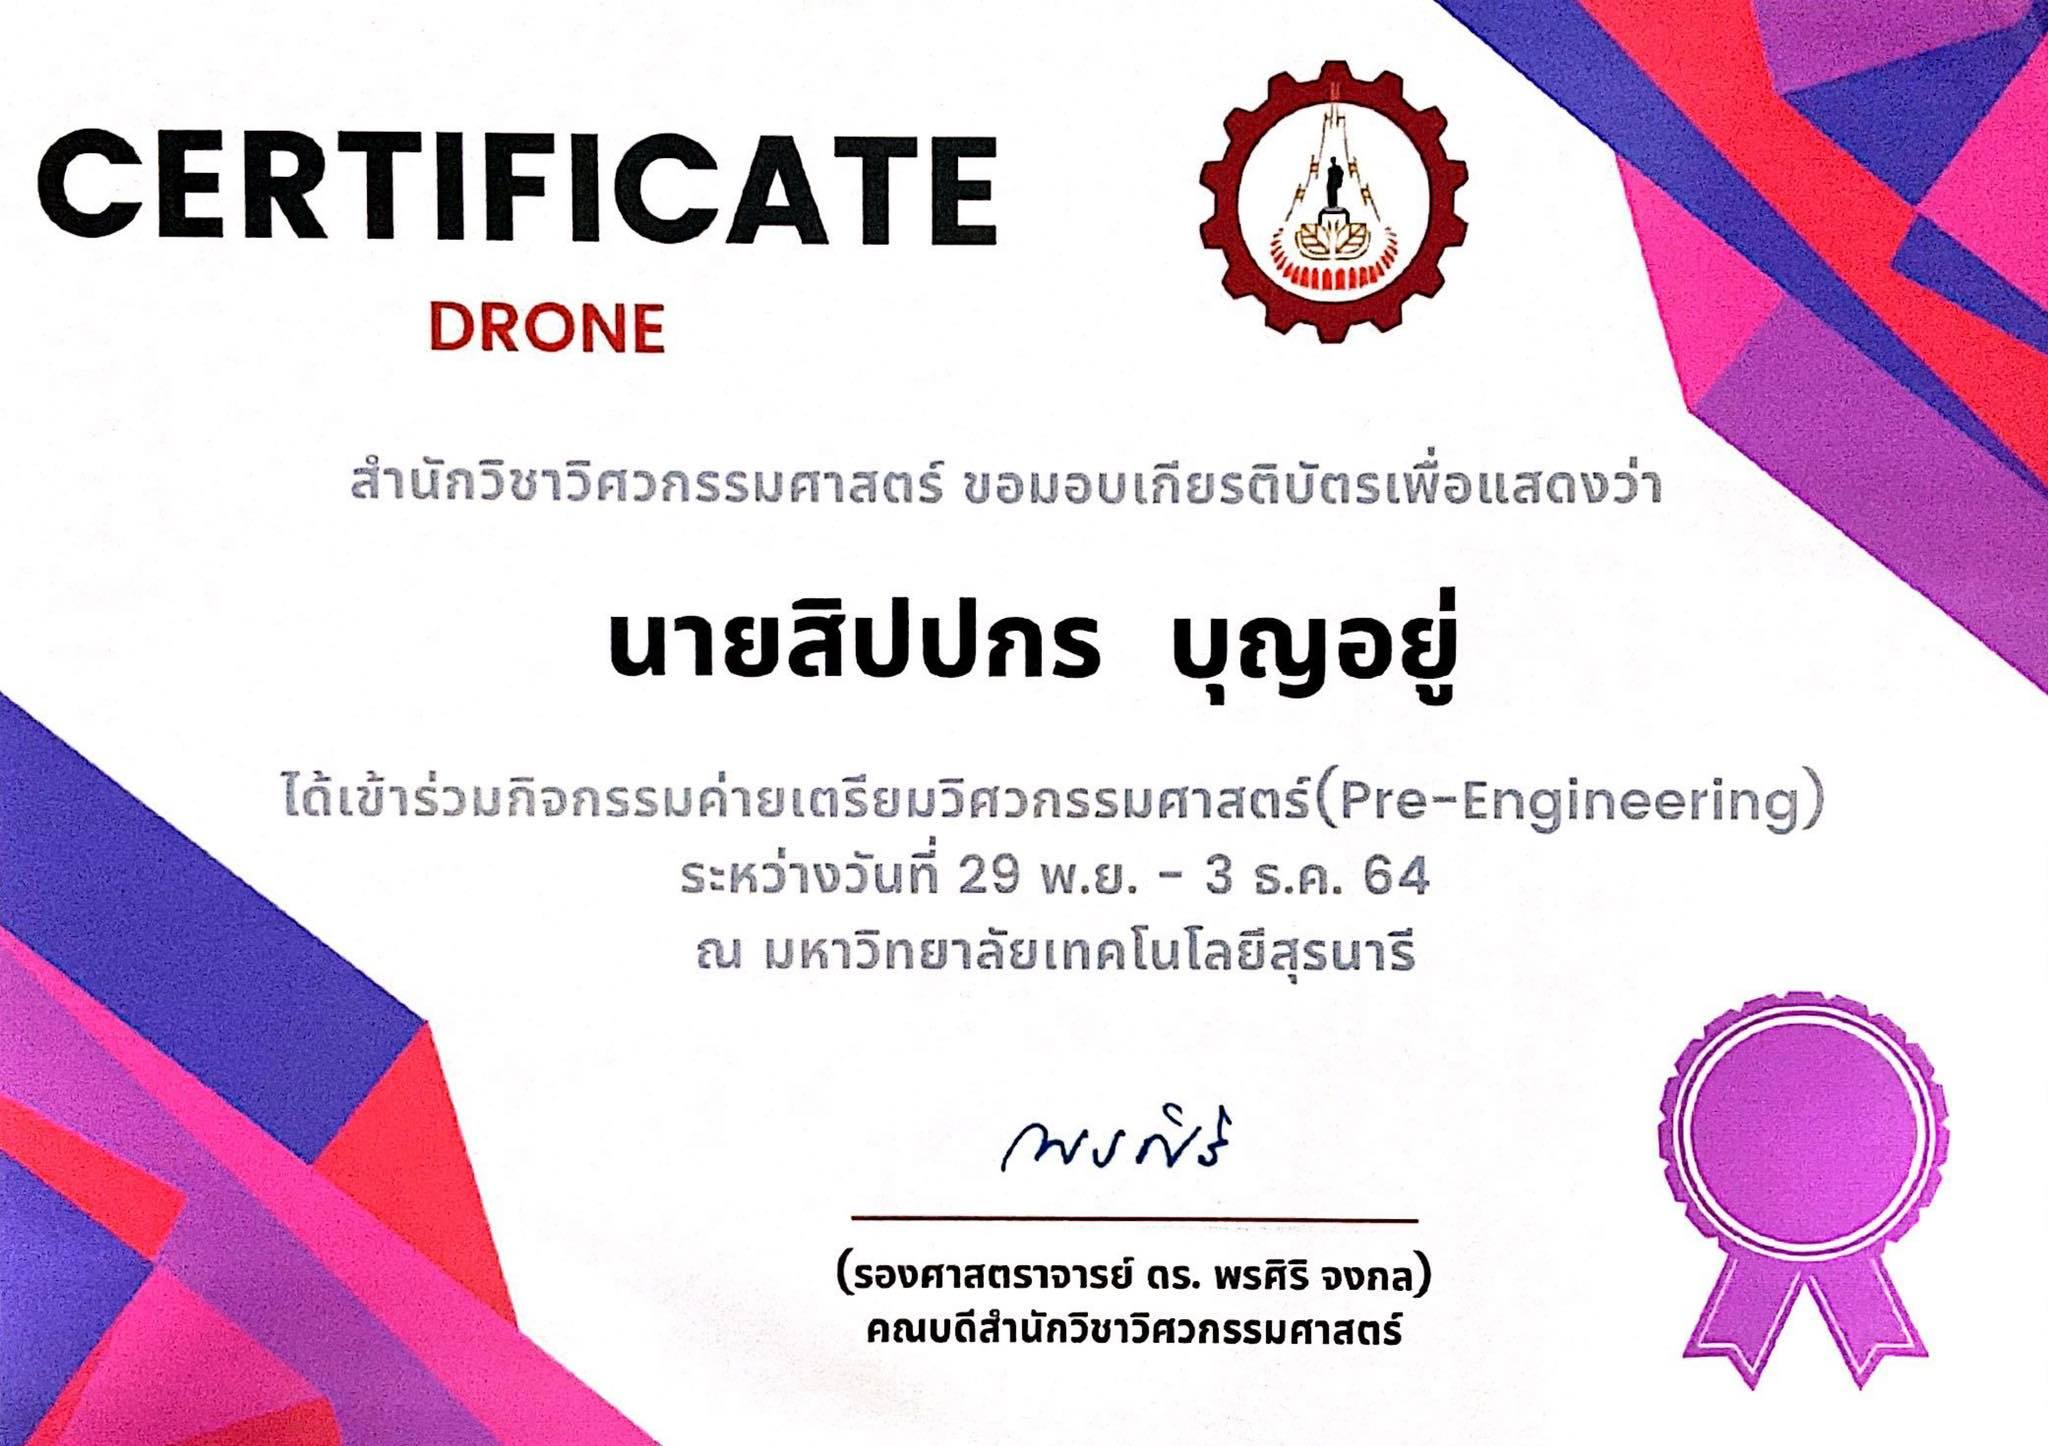 CERTIFICATE
DRONE
สำนักวิชาวิศวกรรมศาสตร์ ขอมอบเกียรติบัตรเพื่อแสดงว่า
นายสิปปกร บุญอยู่
ได้เข้าร่วมกิจกรรมค่ายเตรียมวิศวกรรมศาสตร์(Pre-Engineering)
ระหว่างวันที่ 29 พ.ย. - 3 ธ.ค. 64
ณ มหาวิทยาลัยเทคโนโลยีสุรนารี
พรศิริ
(รองศาสตราจารย์ ดร. พรศิริ จงกล)
คณบดีสำนักวิชาวิศวกรรมศาสตร์